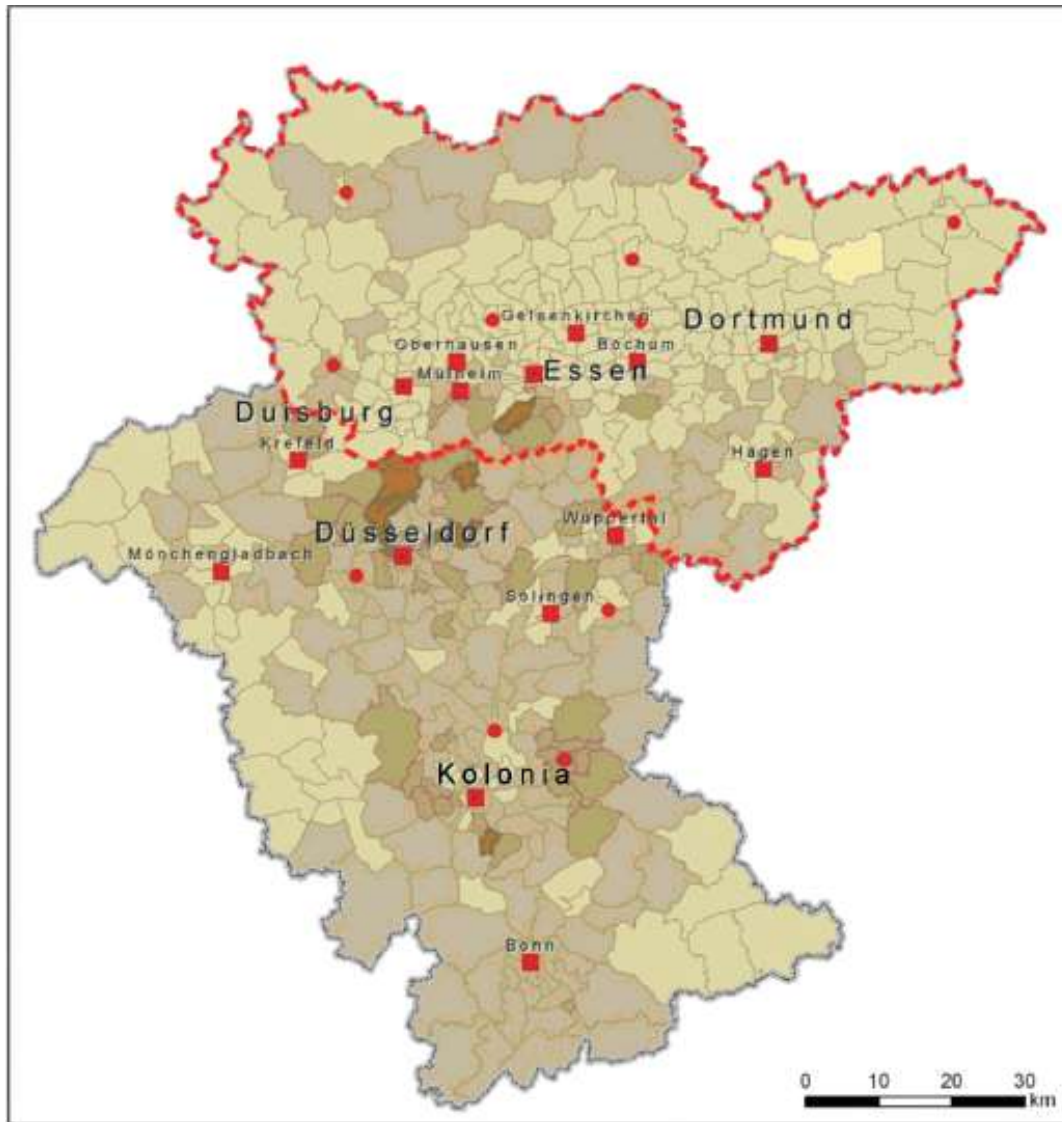 Gelsenkirchen
Dortmund
Oberhausen
Bochum
Mülheim
Essen
Duisburg
Krefeld
Hagen
Wuppertal
Düsseldorf
Mönchengladbach
Solingen
Kolonia
Bonn
0 10 20 30
km